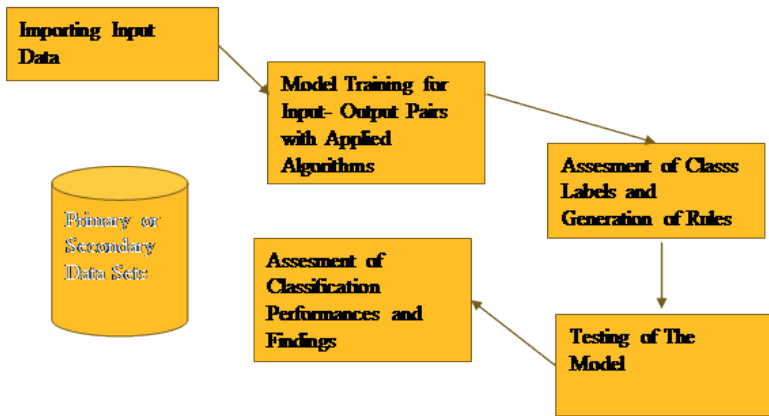 Importing Input
Data
Model Training for
Input- Output Pairs
with Applied
Algorithms
Assesment of Classs
Labels and
Generation of Rules
Primary or
Secondary
Data Sets
Assesment of
Classification
Performances and
Findings
Testing of The
Model